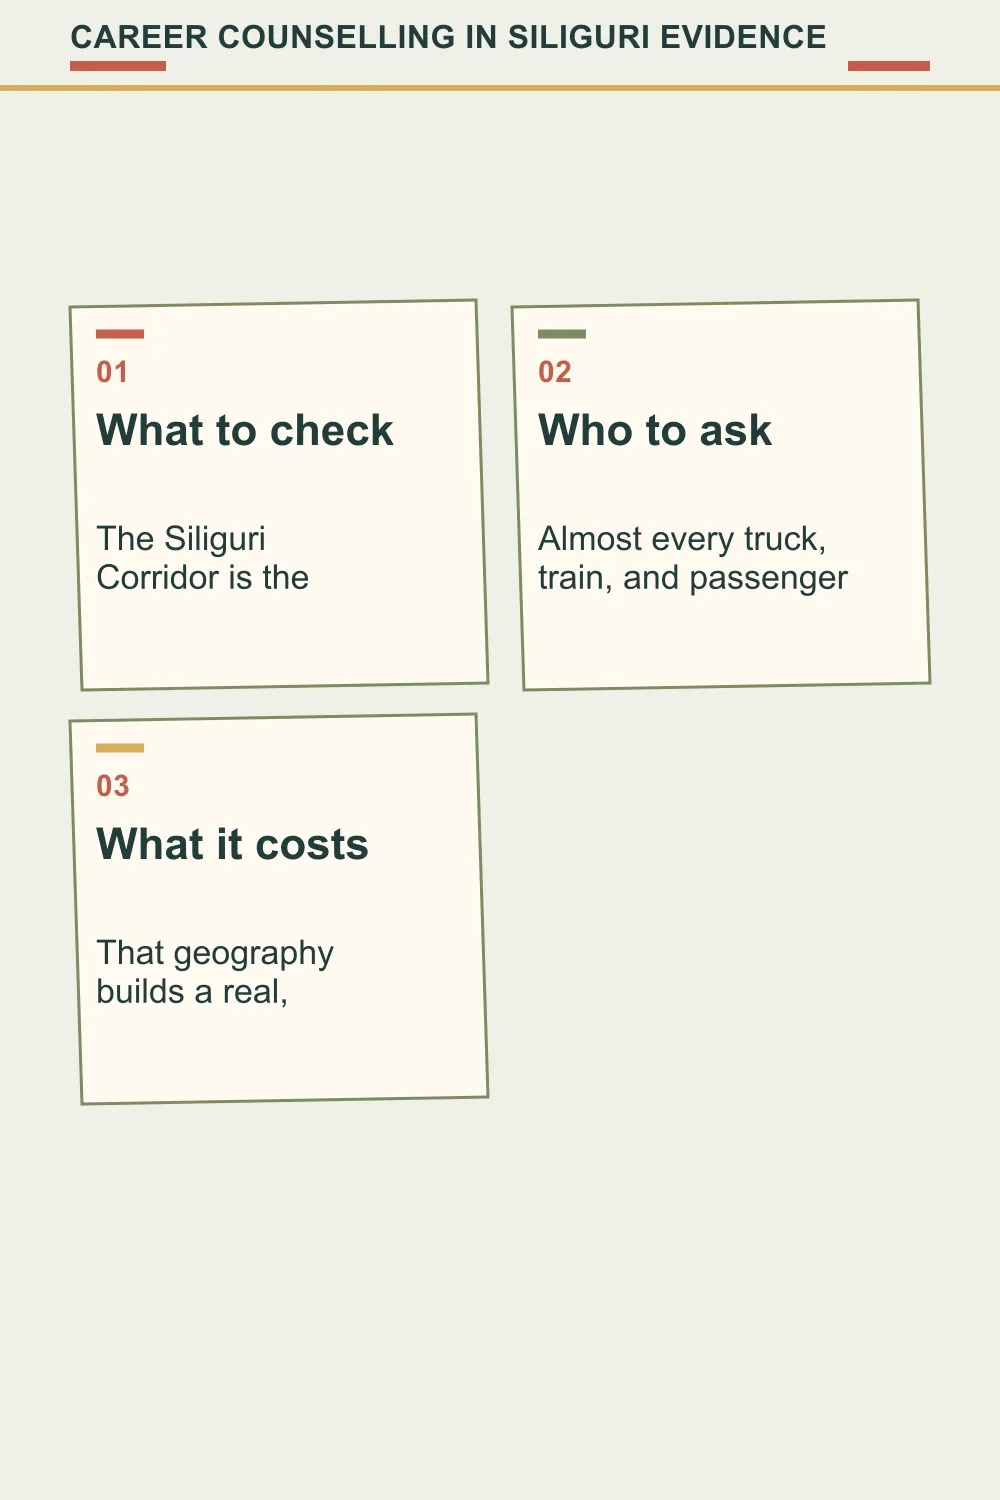 CAREER COUNSELLING IN SILIGURI EVIDENCE
01
What to check
The Siliguri
Corridor is the
02
Who to ask
Almost every truck,
train, and passenger
03
What it costs
That geography
builds a real,